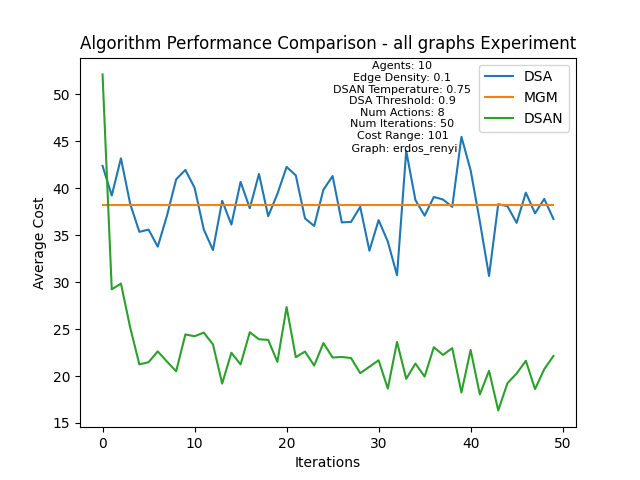 Algorithm Performance Comparison - all graphs Experiment
Agents: 10
Edge Density: 0.1
DSAN Temperature: 0.75
DSA Threshold: 0.9
Num Actions: 8
Num Iterations: 50
Cost Range: 101
Graph: erdos_renyi
DSA
MGM
DSAN
Average Cost
50
45
40
35
30
25
20
15
0
10
20
30
40
50
Iterations